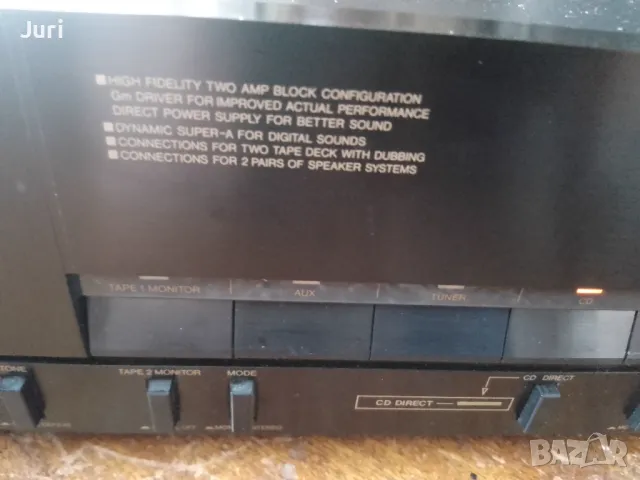 Juri
■ HIGH FIDELITY TWO AMP BLOCK CONFIGURATION
Gm DRIVER FOR IMPROVED ACTUAL PERFORMANCE
DIRECT POWER SUPPLY FOR BETTER SOUND
■ DYNAMIC SUPER-A FOR DIGITAL SOUNDS
■ CONNECTIONS FOR TWO TAPE DECK WITH DUBBING
■ CONNECTIONS FOR 2 PAIRS OF SPEAKER SYSTEMS
TAPE 1 MONITOR AUX TUNER CD
TONE TAPE 2 MONITOR MODE CD DIRECT
CD DIRECT
OFF STEREO
BAZAR